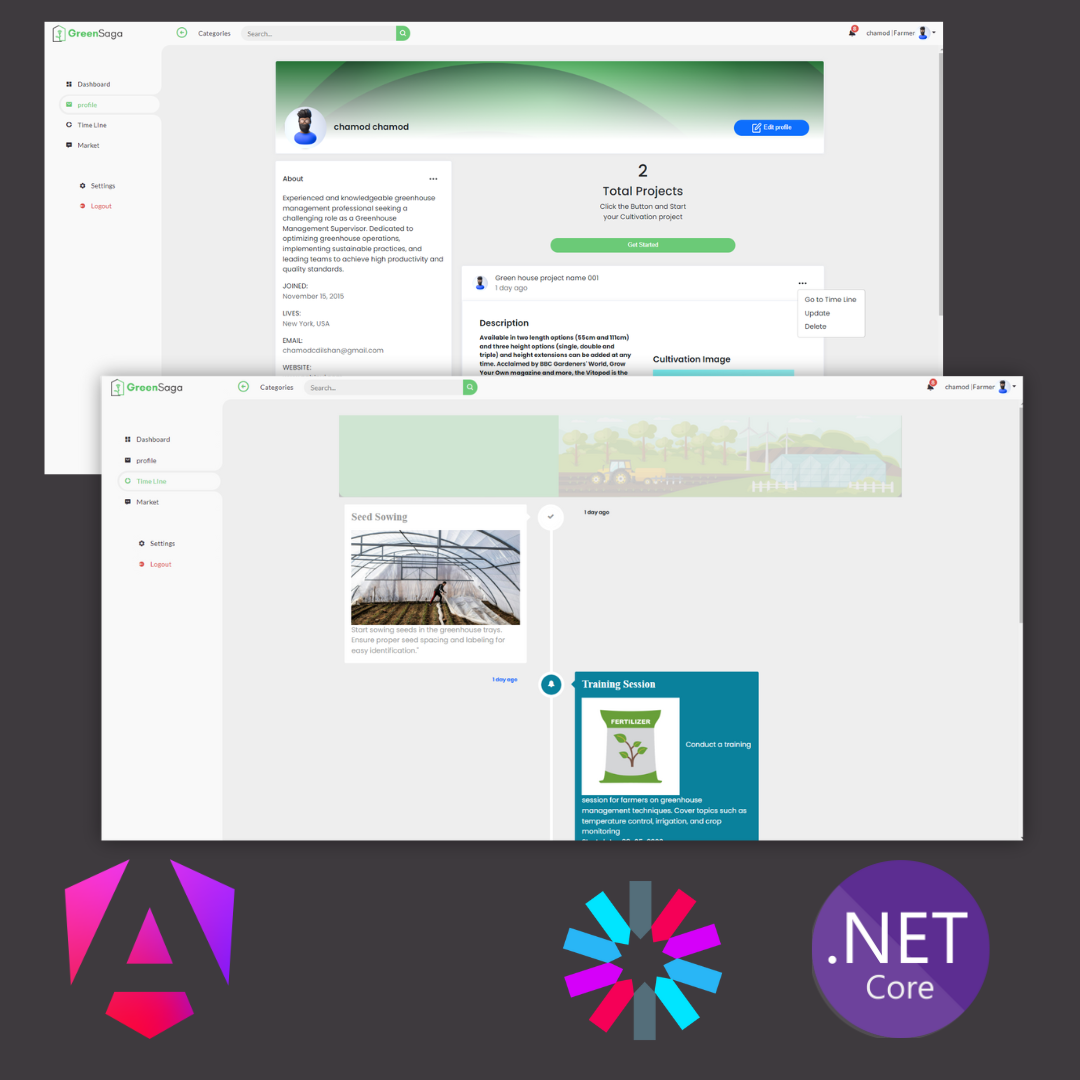 GreenSaga
Categories
Search...
chamod |Farmer
Dashboard
profile
Time Line
Market
Settings
Logout
chamod chamod
Edit profile
About
Experienced and knowledgeable greenhouse
management professional seeking a
challenging role as a Greenhouse
Management Supervisor. Dedicated to
optimizing greenhouse operations,
implementing sustainable practices, and
leading teams to achieve high productivity and
quality standards.
JOINED:
November 15, 2015
LIVES:
New York, USA
EMAIL:
chamodcdilshan@gmail.com
WEBSITE:
2
Total Projects
Click the Button and Start
your Cultivation project
Get Started
Green house project name 001
1 day ago
Go to Time Line
Update
Delete
Description
Available in two length options (55cm and 111cm)
and three height options (single, double and
triple) and height extensions can be added at any
time. Acclaimed by BBC Gardeners' World, Grow
Your Own magazine and more, the Vitopod is the
Cultivation Image
GreenSaga
Categories
Search...
chamod |Farmer
Dashboard
profile
Time Line
Market
Settings
Logout
Seed Sowing
1 day ago
Start sowing seeds in the greenhouse trays.
Ensure proper seed spacing and labeling for
easy identification."
1 day ago
Training Session
FERTILIZER
Conduct a training
session for farmers on greenhouse
management techniques. Cover topics such as
temperature control, irrigation, and crop
monitoring
.NET
Core